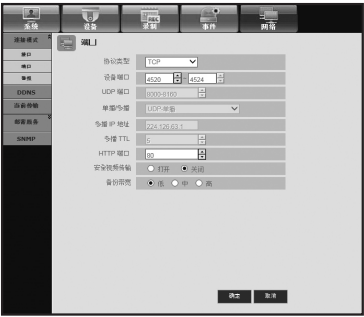 系统
设备
录制
事件
网络
连接模式
接口
端口
警报
DDNS
SNMP
端口
协议类型
TCP
设备端口
4520 - 4524
UDP 端口
8000-8160
单播/多播
UDP-单播
多播 IP 地址
224.126.63.1
多播 TTL
5
HTTP 端口
80
安全视频传输
打开
关闭
备份带宽
低
中
高
确定
取消